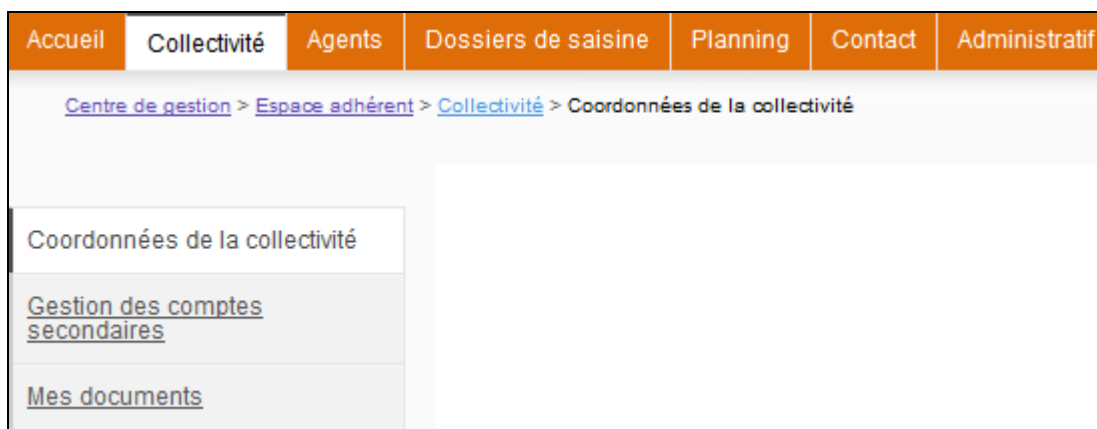 Accueil Collectivité Agents Dossiers de saisine Planning Contact Administratif
Centre de gestion > Espace adhérent > Collectivité > Coordonnées de la collectivité
Coordonnées de la collectivité
Gestion des comptes
secondaires
Mes documents